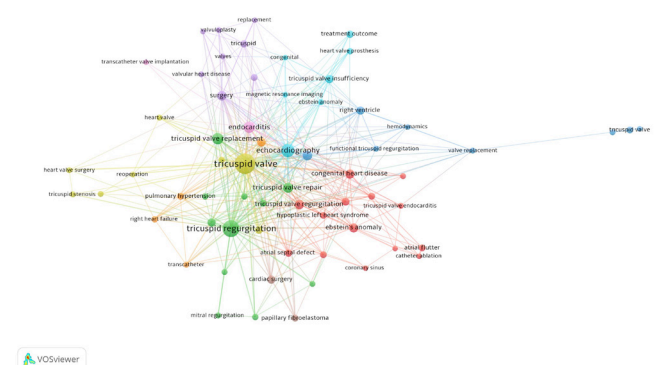 replacement
valvuloplasty
treatment outcome
tricuspid
heart valve prosthesis
valves
congenital
transcatheter valve implantation
valvular heart disease
tricuspid valve insufficiency
surgery
magnetic resonance imaging
ebstein anomaly
right ventricle
heart valve
endocarditis
hemodynamics
tricuspid valve
tricuspid valve replacement
echocardiography
functional tricuspid regurgitation
valve replacement
tricuspid valve
heart valve surgery
reoperation
congenital heart disease
tricuspid valve repair
tricuspid stenosis
pulmonary hypertension
tricuspid valve regurgitation
tricuspid valve endocarditis
right heart failure
hypoplastic left heart syndrome
tricuspid regurgitation
ebstein's anomaly
atrial septal defect
atrial flutter
catheter ablation
transcatheter
coronary sinus
cardiac surgery
mitral regurgitation
papillary fibroelastoma
VOSviewer